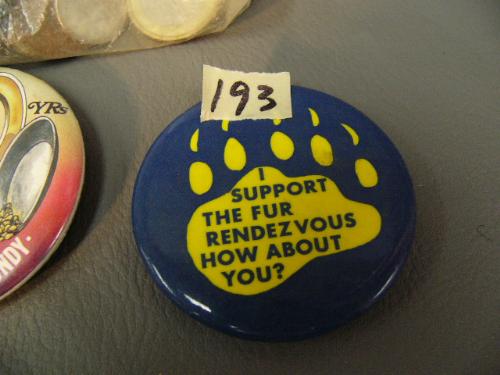 193
YRs
I
SUPPORT
THE FUR
RENDEZVOUS
HOW ABOUT
YOU?